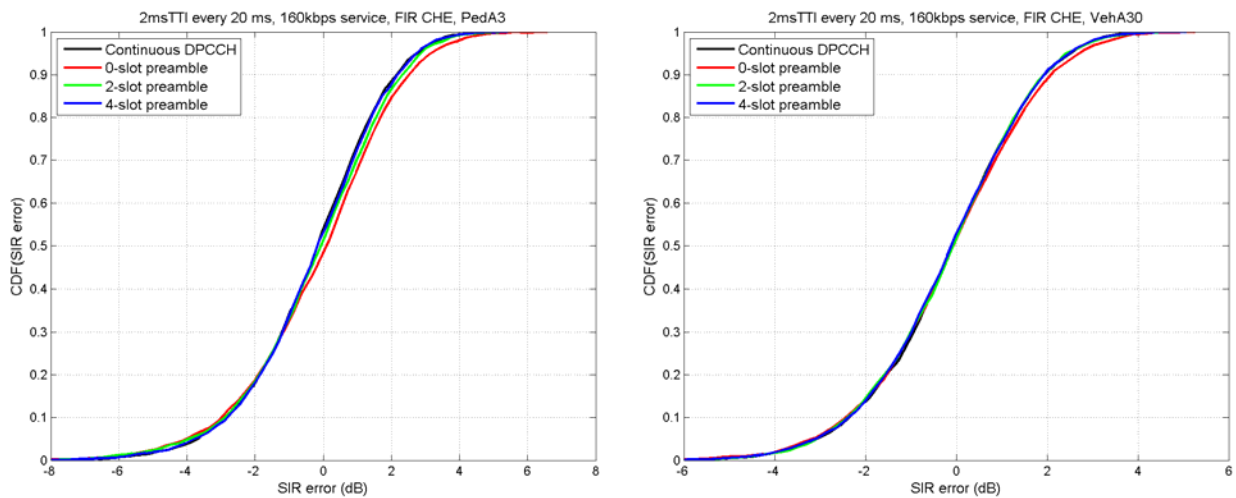 2msTTI every 20 ms, 160kbps service, FIR CHE, PedA3
Continuous DPCCH
0-slot preamble
2-slot preamble
4-slot preamble
CDF(SIR error)
1
0.9
0.8
0.7
0.6
0.5
0.4
0.3
0.2
0.1
0
-8 -6 -4 -2 0 2 4 6 8
SIR error (dB)
2msTTI every 20 ms, 160kbps service, FIR CHE, VehA30
Continuous DPCCH
0-slot preamble
2-slot preamble
4-slot preamble
CDF(SIR error)
1
0.9
0.8
0.7
0.6
0.5
0.4
0.3
0.2
0.1
0
-6 -4 -2 0 2 4 6
SIR error (dB)